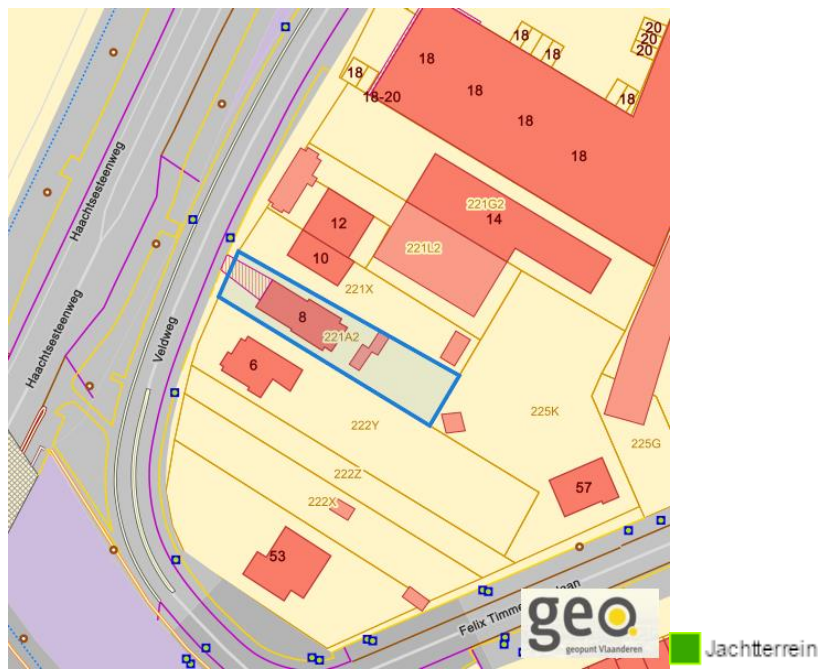 20
20
20
18
18
18
18
18
18-20
18
18
18
18
221G2
14
12
221L2
10
221X
8
221A2
6
222Y
225K
225G
222Z
57
222X
53
Haachtsesteenweg
Haachtsesteenweg
Veldweg
geo
geopunt Vlaanderen
Jachtterrein